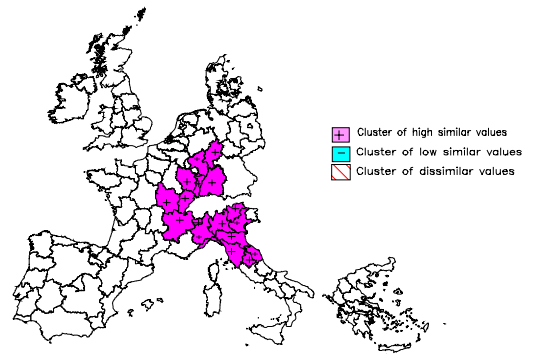 Cluster of high similar values
Cluster of low similar values
Cluster of dissimilar values